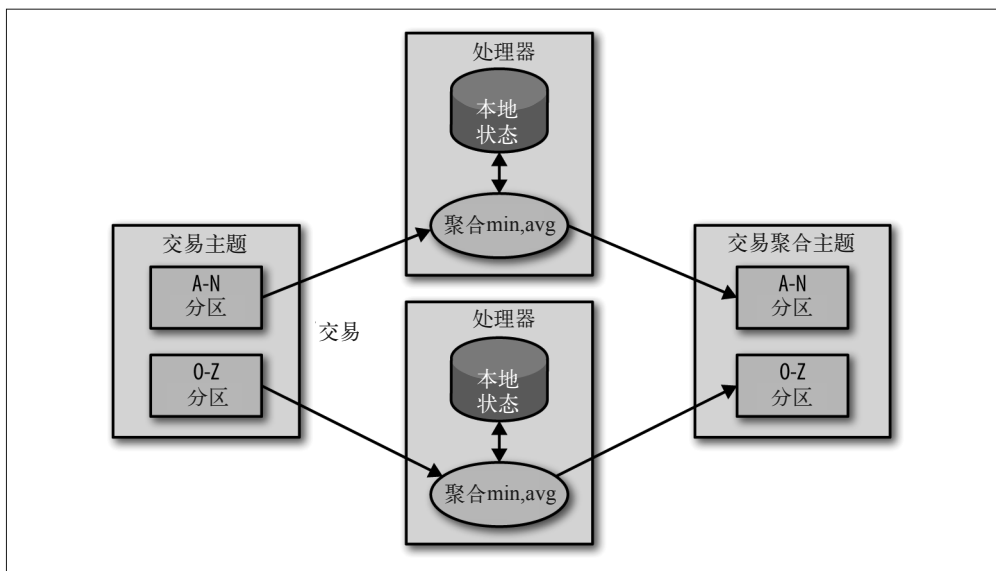 处理器
本地
状态
聚合min,avg
交易主题
A-N
分区
O-Z
分区
交易
处理器
本地
状态
聚合min,avg
交易聚合主题
A-N
分区
O-Z
分区